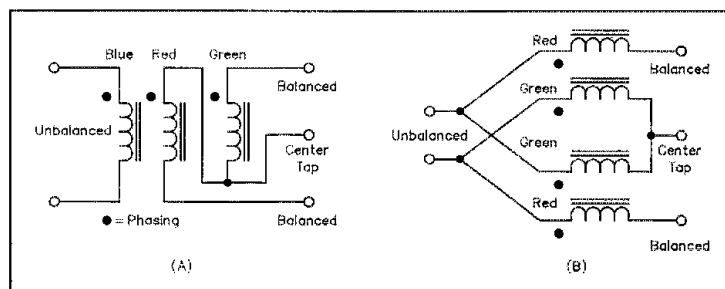 Blue Red Green
Balanced
Unbalanced
Center
Tap
● = Phasing
Balanced
(A)
Red
Balanced
Green
Unbalanced
Center
Tap
Green
Red
Balanced
(B)